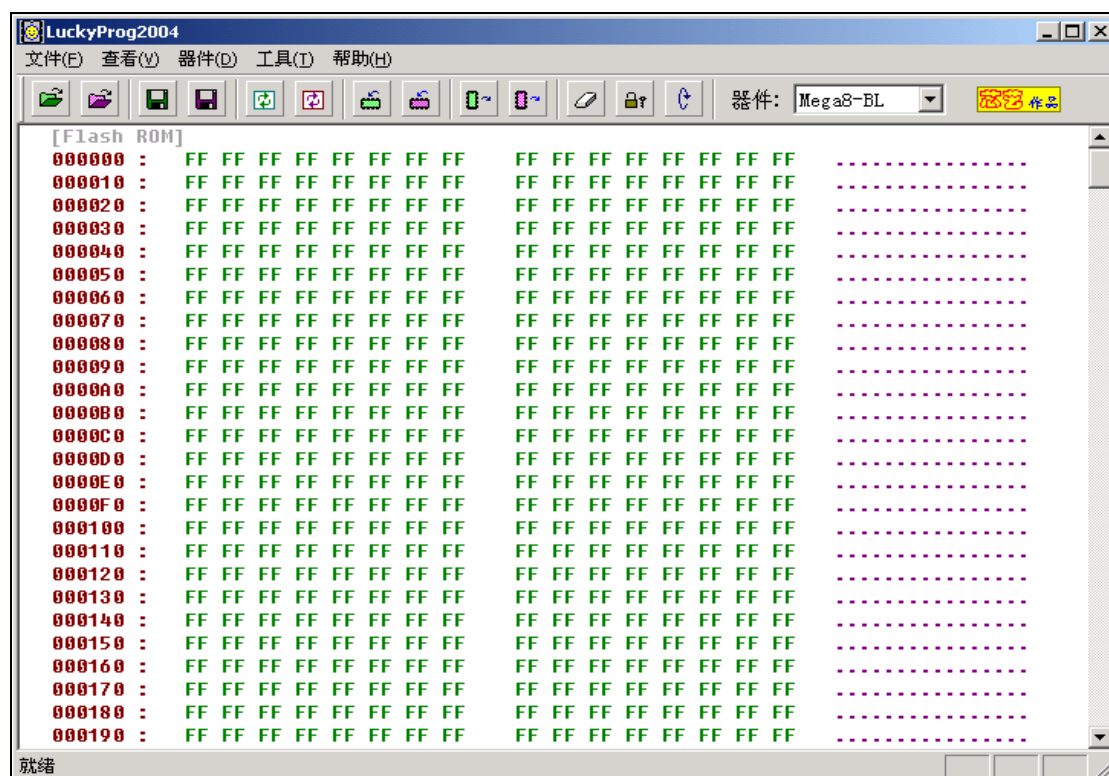 LuckyProg2004
文件(F) 查看(V) 器件(D) 工具(T) 帮助(H)
器件: Mega8-BL 作品
[Flash ROM]
000000 : FF FF FF FF FF FF FF FF FF FF FF FF FF FF FF FF ................
000010 : FF FF FF FF FF FF FF FF FF FF FF FF FF FF FF FF ................
000020 : FF FF FF FF FF FF FF FF FF FF FF FF FF FF FF FF ................
000030 : FF FF FF FF FF FF FF FF FF FF FF FF FF FF FF FF ................
000040 : FF FF FF FF FF FF FF FF FF FF FF FF FF FF FF FF ................
000050 : FF FF FF FF FF FF FF FF FF FF FF FF FF FF FF FF ................
000060 : FF FF FF FF FF FF FF FF FF FF FF FF FF FF FF FF ................
000070 : FF FF FF FF FF FF FF FF FF FF FF FF FF FF FF FF ................
000080 : FF FF FF FF FF FF FF FF FF FF FF FF FF FF FF FF ................
000090 : FF FF FF FF FF FF FF FF FF FF FF FF FF FF FF FF ................
0000A0 : FF FF FF FF FF FF FF FF FF FF FF FF FF FF FF FF ................
0000B0 : FF FF FF FF FF FF FF FF FF FF FF FF FF FF FF FF ................
0000C0 : FF FF FF FF FF FF FF FF FF FF FF FF FF FF FF FF ................
0000D0 : FF FF FF FF FF FF FF FF FF FF FF FF FF FF FF FF ................
0000E0 : FF FF FF FF FF FF FF FF FF FF FF FF FF FF FF FF ................
0000F0 : FF FF FF FF FF FF FF FF FF FF FF FF FF FF FF FF ................
000100 : FF FF FF FF FF FF FF FF FF FF FF FF FF FF FF FF ................
000110 : FF FF FF FF FF FF FF FF FF FF FF FF FF FF FF FF ................
000120 : FF FF FF FF FF FF FF FF FF FF FF FF FF FF FF FF ................
000130 : FF FF FF FF FF FF FF FF FF FF FF FF FF FF FF FF ................
000140 : FF FF FF FF FF FF FF FF FF FF FF FF FF FF FF FF ................
000150 : FF FF FF FF FF FF FF FF FF FF FF FF FF FF FF FF ................
000160 : FF FF FF FF FF FF FF FF FF FF FF FF FF FF FF FF ................
000170 : FF FF FF FF FF FF FF FF FF FF FF FF FF FF FF FF ................
000180 : FF FF FF FF FF FF FF FF FF FF FF FF FF FF FF FF ................
000190 : FF FF FF FF FF FF FF FF FF FF FF FF FF FF FF FF ................
就绪